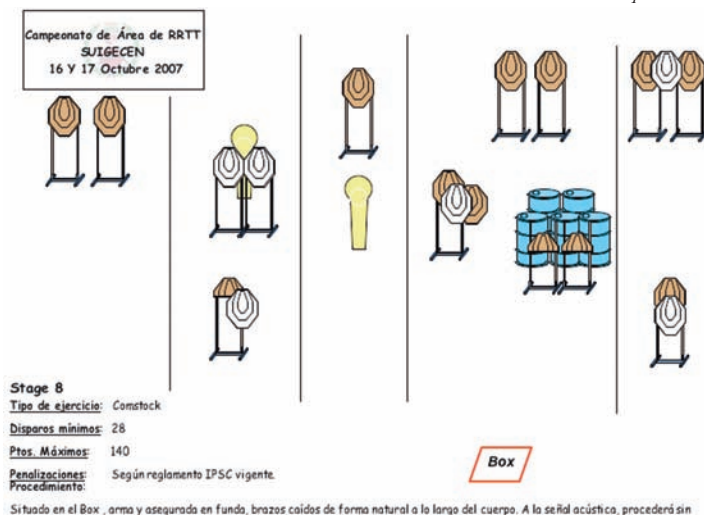 Campeonato de Área de RRTT
SUIGECEN
16 Y 17 Octubre 2007
Stage 8
Tipo de ejercicio: Comstock
Disparos mínimos: 28
Ptos. Máximos: 140
Penalizaciones: Según reglamento IPSC vigente.
Procedimiento:
Box
Situado en el Box , arma y asegurada en funda, brazos caídos de forma natural a lo largo del cuerpo. A la señal acústica, procederá sin